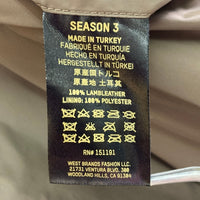 SEASON 3
MADE IN TURKEY
FABRIQUÉ EN TURQUIE
HECHO EN TURQUÍA
HERGESTELLT IN TÜRKEI
原産国トルコ
原產地 土耳其
100% LAMBLEATHER
LINING: 100% POLYESTER
RN# 151191
WEST BRANDS FASHION LLC.
21731 VENTURA BLVD. 300
WOODLAND HILLS, CA 91364